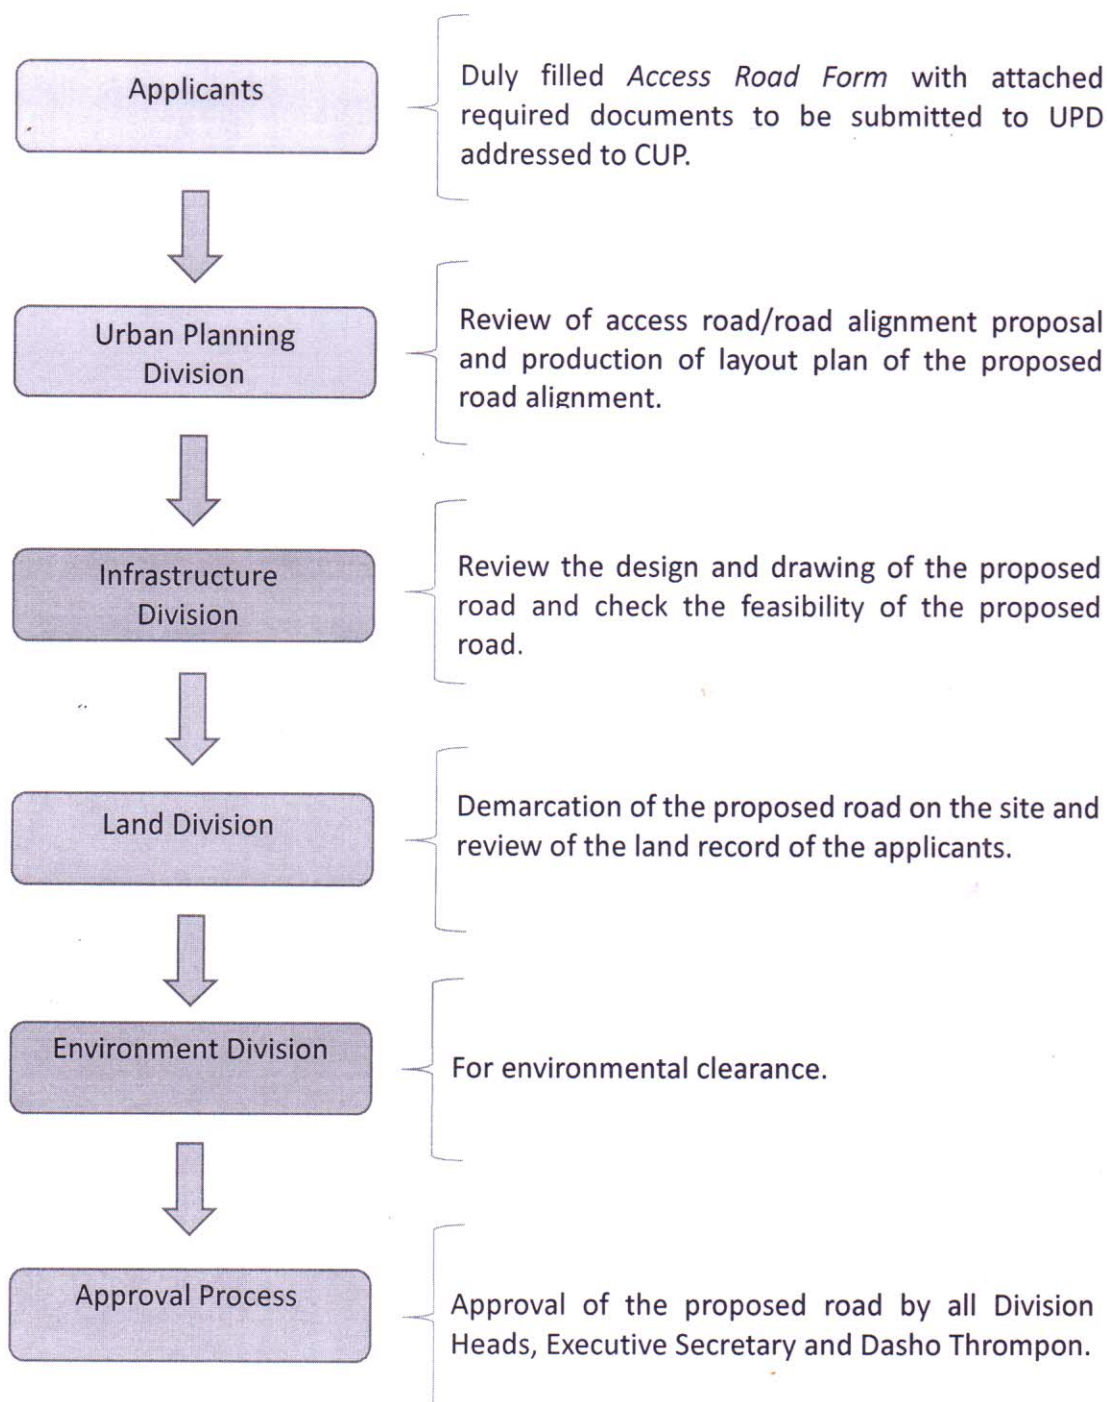 Applicants
Duly filled Access Road Form with attached
required documents to be submitted to UPD
addressed to CUP.
Urban Planning
Division
Review of access road/road alignment proposal
and production of layout plan of the proposed
road alignment.
Infrastructure
Division
Review the design and drawing of the proposed
road and check the feasibility of the proposed
road.
Land Division
Demarcation of the proposed road on the site and
review of the land record of the applicants.
Environment Division
For environmental clearance.
Approval Process
Approval of the proposed road by all Division
Heads, Executive Secretary and Dasho Thrompon.